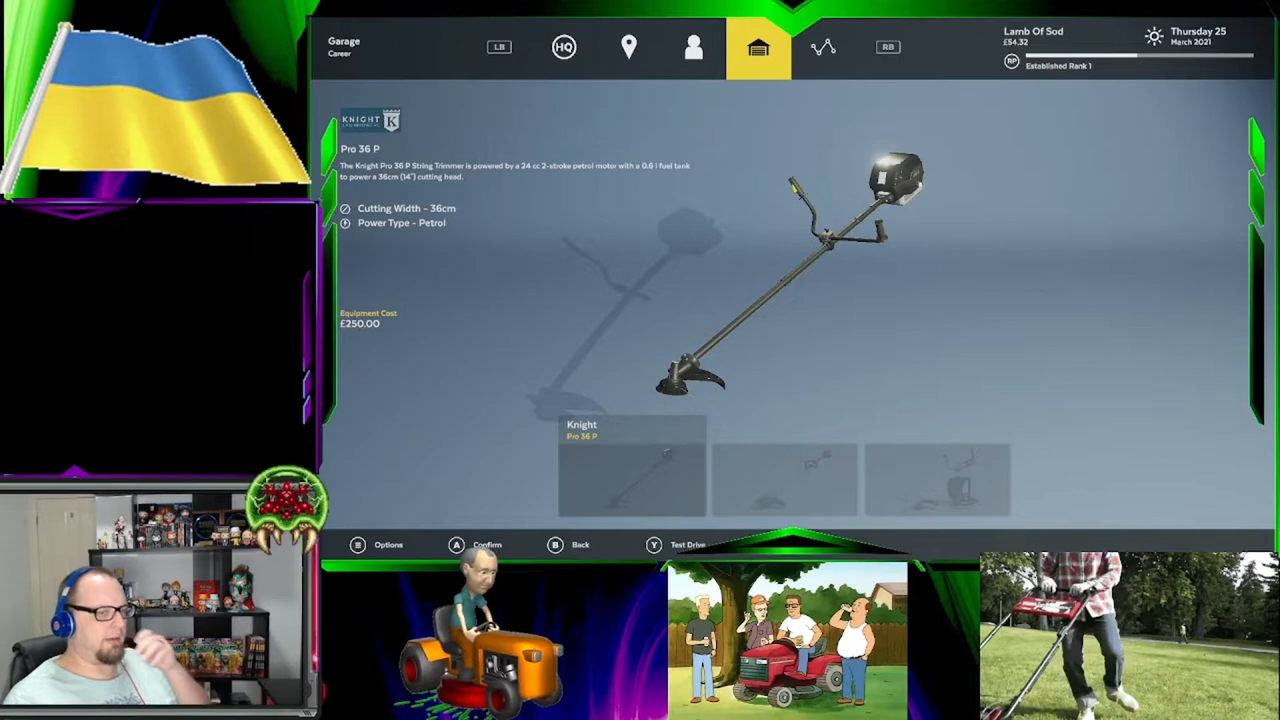 Garage
Career
LB
HQ
RB
Lamb Of Sod
£54.32
Thursday 25
March 2021
RP
Established Rank 1
KNIGHT
K
Pro 36 P
The Knight Pro 36 P String Trimmer is powered by a 24 cc 2-stroke petrol motor with a 0.6 l fuel tank
to power a 36cm (14") cutting head.
Cutting Width - 36cm
Power Type - Petrol
Equipment Cost
£250.00
Knight
Pro 36 P
Options
A Confirm
B Back
Y Test Drive